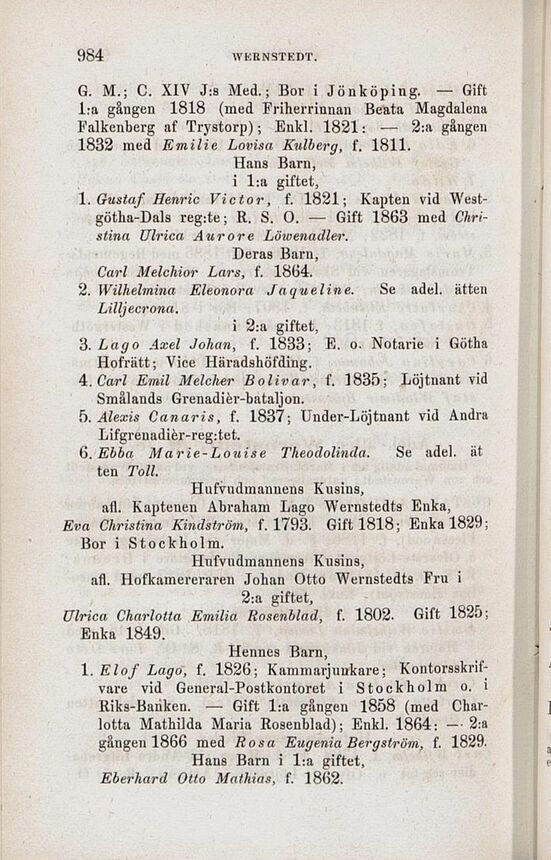 984
WERNSTEDT.
G. M.; C. XIV J:s Med.; Bor i Jönköping. — Gift
1:a gången 1818 (med Friherrinnan Beata Magdalena
Falkenberg af Trystorp); Enkl. 1821: — 2:a gången
1832 med Emilie Lovisa Kulberg, f. 1811.
Hans Barn,
i 1:a giftet,
1. Gustaf Henric Victor, f. 1821; Kapten vid West-
götha-Dals reg:te; R. S. O. — Gift 1863 med Chri-
stina Ulrica Aurore Löwenadler.
Deras Barn,
Carl Melchior Lars, f. 1864.
2. Wilhelmina Eleonora Jaqueline. Se adel. ätten
Lilljecrona.
i 2:a giftet,
3. Lago Axel Johan, f. 1833; E. o. Notarie i Götha
Hofrätt; Vice Häradshöfding.
4. Carl Emil Melcher Bolivar, f. 1835; Löjtnant vid
Smålands Grenadièr-bataljon.
5. Alexis Canaris, f. 1837; Under-Löjtnant vid Andra
Lifgrenadièr-reg:tet.
6. Ebba Marie-Louise Theodolinda. Se adel. ät
ten Toll.
Hufvudmannens Kusins,
afl. Kaptenen Abraham Lago Wernstedts Enka,
Eva Christina Kindström, f. 1793. Gift 1818; Enka 1829;
Bor i Stockholm.
Hufvudmannens Kusins,
afl. Hofkamereraren Johan Otto Wernstedts Fru i
2:a giftet,
Ulrica Charlotta Emilia Rosenblad, f. 1802. Gift 1825;
Enka 1849.
Hennes Barn,
1. Elof Lago, f. 1826; Kammarjunkare; Kontorsskrif-
vare vid General-Postkontoret i Stockholm o. i
Riks-Banken. — Gift 1:a gången 1858 (med Char-
lotta Mathilda Maria Rosenblad); Enkl. 1864; — 2:a
gången 1866 med Rosa Eugenia Bergström, f. 1829.
Hans Barn i 1:a giftet,
Eberhard Otto Mathias, f. 1862.